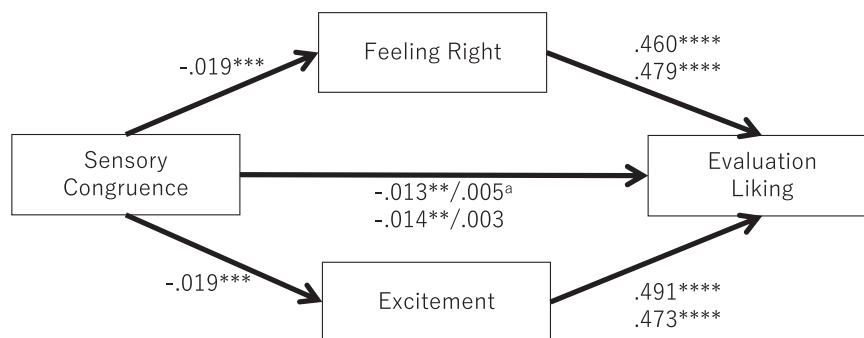 Feeling Right
-.019***
.460****
.479****
Sensory
Congruence
Evaluation
Liking
-.013**/.005ᵃ
-.014**/.003
-.019***
Excitement
.491****
.473****